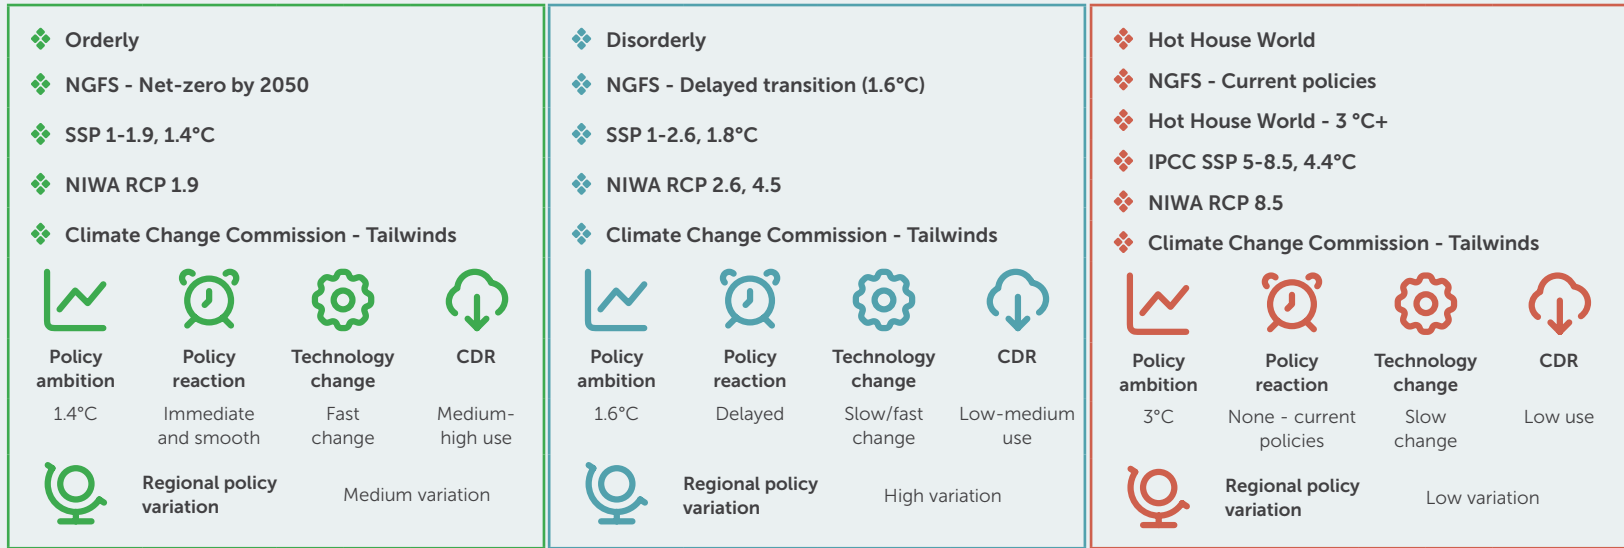 Orderly
NGFS - Net-zero by 2050
SSP 1-1.9, 1.4°C
NIWA RCP 1.9
Climate Change Commission - Tailwinds
Policy ambition
Policy reaction
Technology change
CDR
1.4°C
Immediate and smooth
Fast change
Medium-high use
Regional policy variation
Medium variation
Disorderly
NGFS - Delayed transition (1.6°C)
SSP 1-2.6, 1.8°C
NIWA RCP 2.6, 4.5
Climate Change Commission - Tailwinds
Policy ambition
Policy reaction
Technology change
CDR
1.6°C
Delayed
Slow/fast change
Low-medium use
Regional policy variation
High variation
Hot House World
NGFS - Current policies
Hot House World - 3 °C+
IPCC SSP 5-8.5, 4.4°C
NIWA RCP 8.5
Climate Change Commission - Tailwinds
Policy ambition
Policy reaction
Technology change
CDR
3°C
None - current policies
Slow change
Low use
Regional policy variation
Low variation